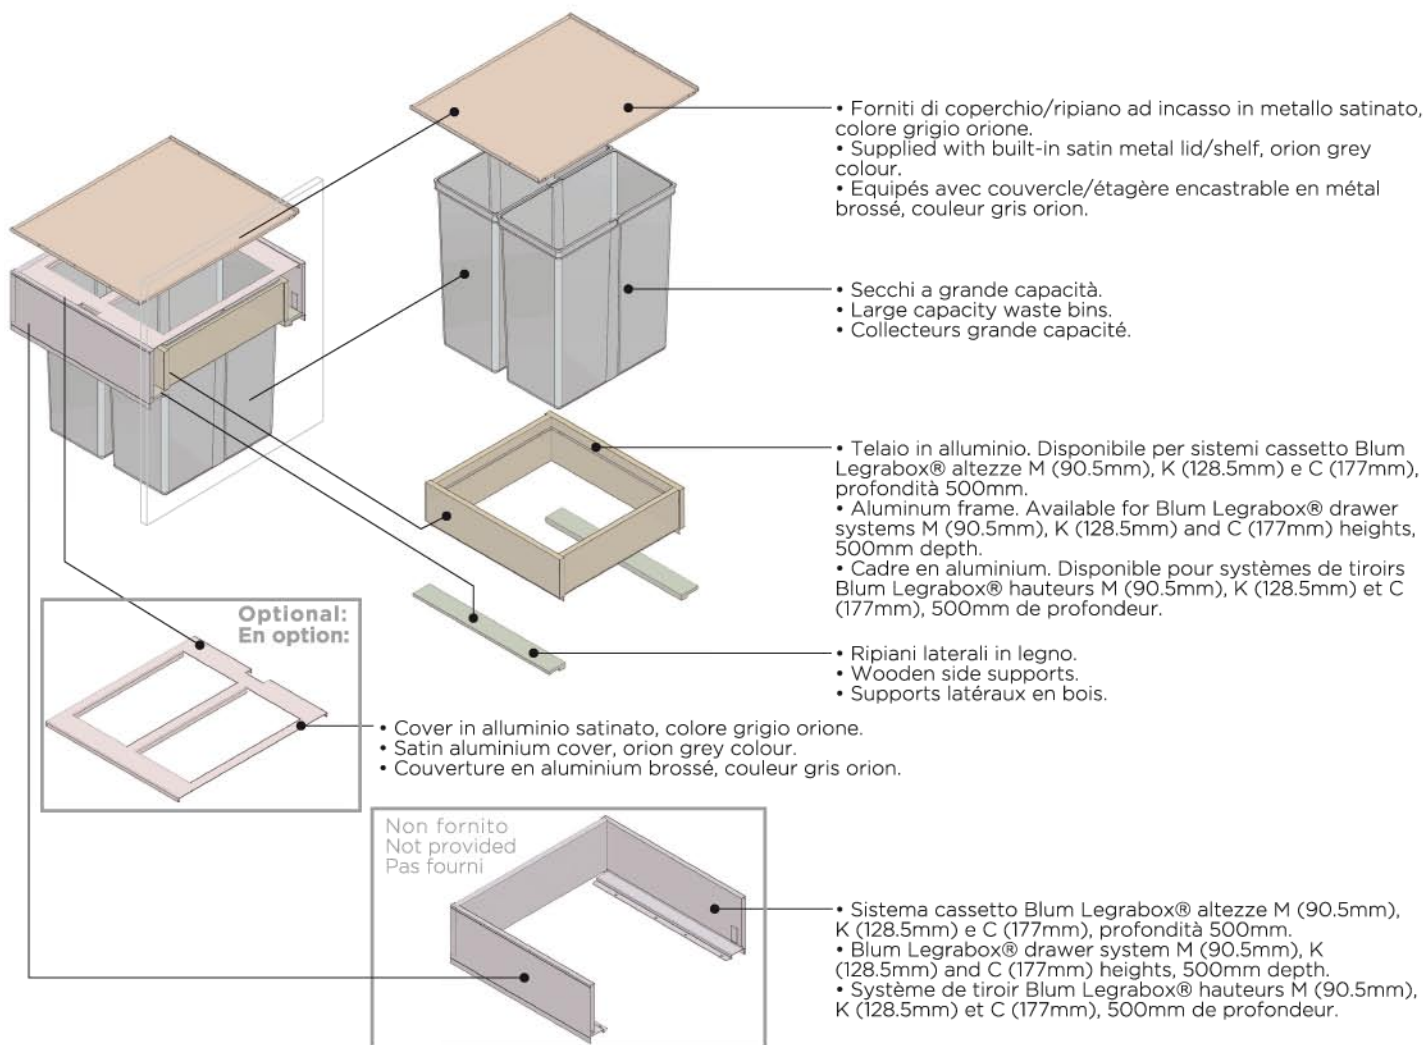 • Forniti di coperchio/ripiano ad incasso in metallo satinato,
colore grigio orione.
• Supplied with built-in satin metal lid/shelf, orion grey
colour.
• Equipés avec couvercle/étagère encastrable en métal
brossé, couleur gris orion.
• Secchi a grande capacità.
• Large capacity waste bins.
• Collecteurs grande capacité.
• Telaio in alluminio. Disponibile per sistemi cassetto Blum
Legrabox® altezze M (90.5mm), K (128.5mm) e C (177mm),
profondità 500mm.
• Aluminum frame. Available for Blum Legrabox® drawer
systems M (90.5mm), K (128.5mm) and C (177mm) heights,
500mm depth.
• Cadre en aluminium. Disponible pour systèmes de tiroirs
Blum Legrabox® hauteurs M (90.5mm), K (128.5mm) et C
(177mm), 500mm de profondeur.
Optional:
En option:
• Ripiani laterali in legno.
• Wooden side supports.
• Supports latéraux en bois.
• Cover in alluminio satinato, colore grigio orione.
• Satin aluminium cover, orion grey colour.
• Couverture en aluminium brossé, couleur gris orion.
Non fornito
Not provided
Pas fourni
• Sistema cassetto Blum Legrabox® altezze M (90.5mm),
K (128.5mm) e C (177mm), profondità 500mm.
• Blum Legrabox® drawer system M (90.5mm), K
(128.5mm) and C (177mm) heights, 500mm depth.
• Système de tiroir Blum Legrabox® hauteurs M (90.5mm),
K (128.5mm) et C (177mm), 500mm de profondeur.